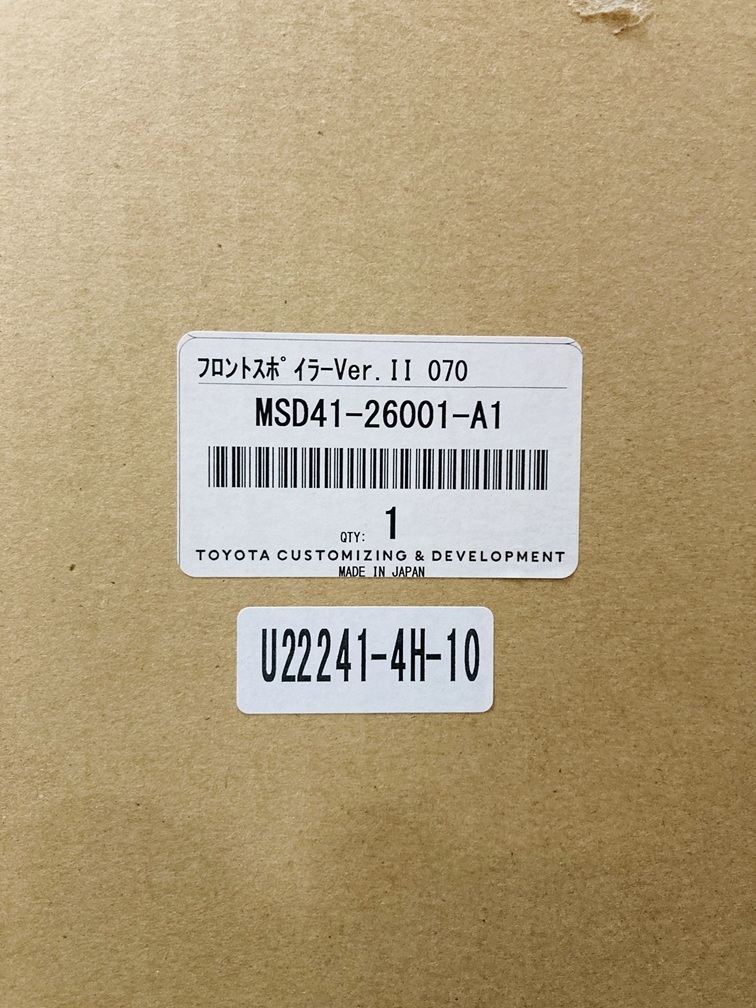 ﾌﾛﾝﾄｽﾎﾟｲﾗｰVer.II 070
MSD41-26001-A1
QTY: 1
TOYOTA CUSTOMIZING & DEVELOPMENT
MADE IN JAPAN
U22241-4H-10